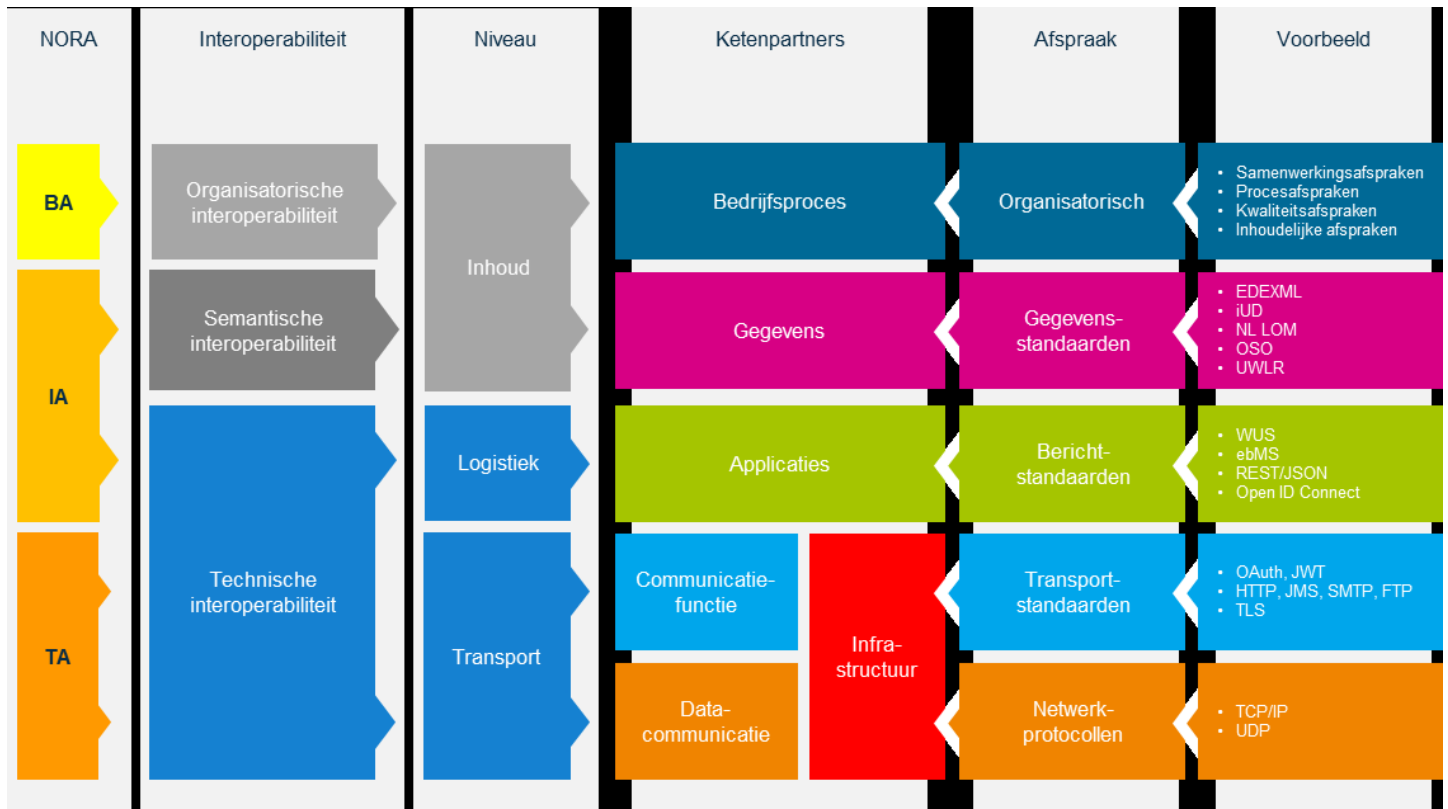 NORA
Interoperabiliteit
Niveau
Ketenpartners
Afspraak
Voorbeeld
BA
Organisatorische
interoperabiliteit
Inhoud
Bedrijfsproces
Organisatorisch
• Samenwerkingsafspraken
• Procesafspraken
• Kwaliteitsafspraken
• Inhoudelijke afspraken
IA
Semantische
interoperabiliteit
Gegevens
Gegevens-
standaarden
• EDEXML
• iUD
• NL LOM
• OSO
• UWLR
Logistiek
Applicaties
Bericht-
standaarden
• WUS
• ebMS
• REST/JSON
• Open ID Connect
TA
Technische
interoperabiliteit
Transport
Communicatie-
functie
Infra-
structuur
Transport-
standaarden
• OAuth, JWT
• HTTP, JMS, SMTP, FTP
• TLS
Data-
communicatie
Netwerk-
protocollen
• TCP/IP
• UDP